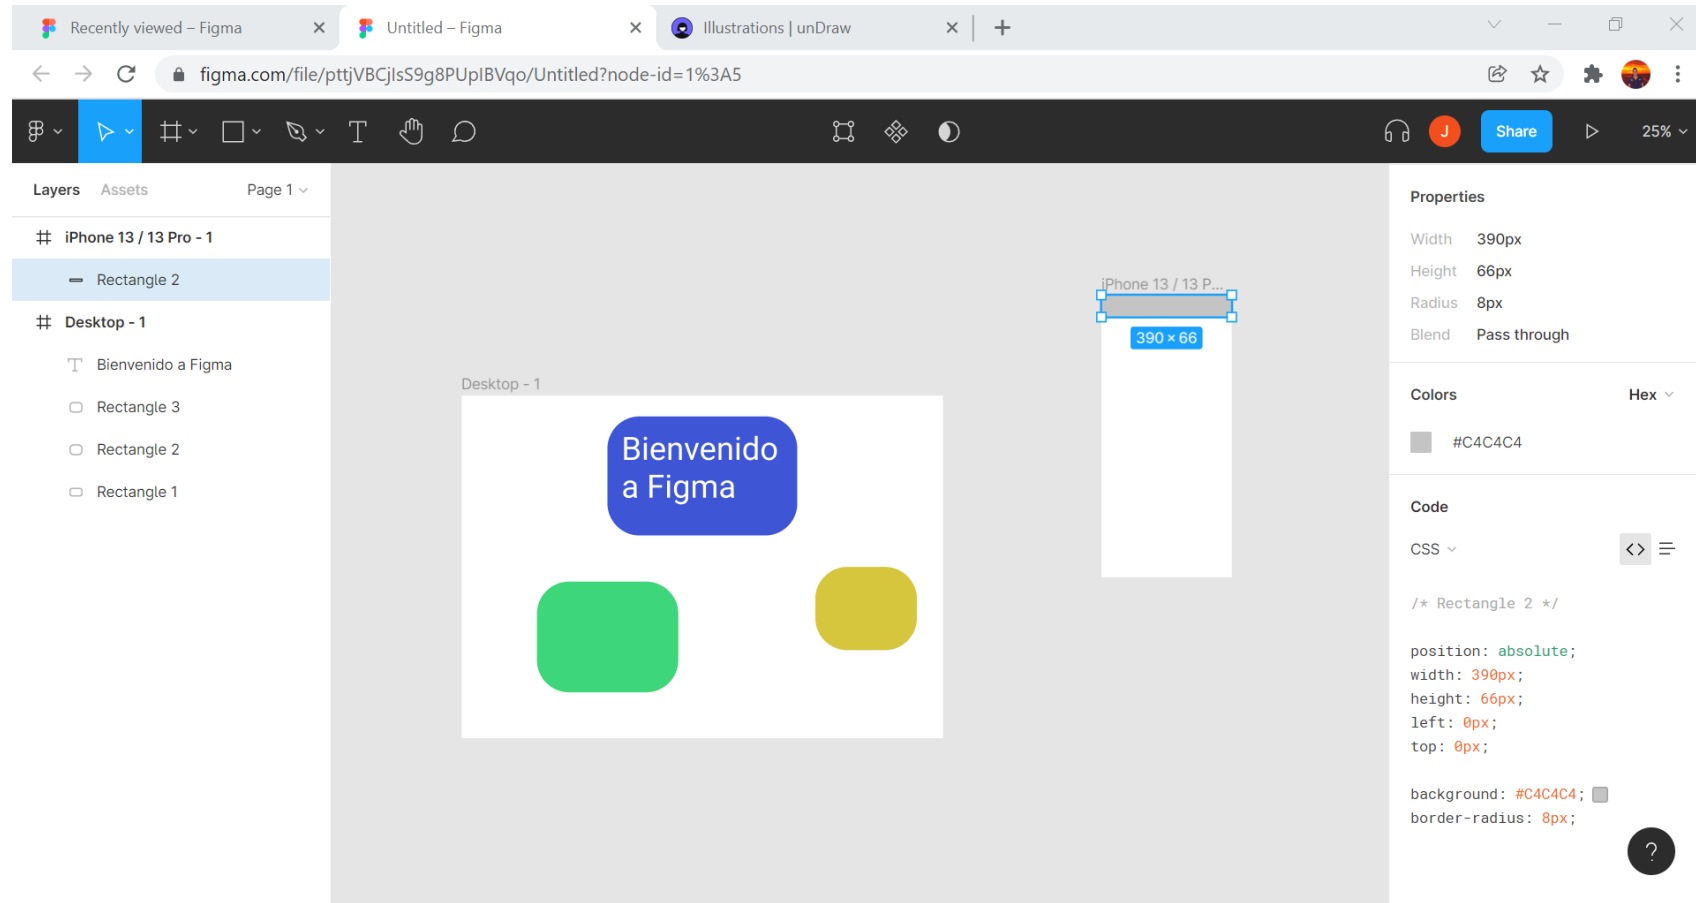 Recently viewed – Figma
Untitled – Figma
Illustrations | unDraw
figma.com/file/pttjVBCjIsS9g8PUpIBVqo/Untitled?node-id=1%3A5
J
Share
25%
Layers Assets Page 1
iPhone 13 / 13 Pro - 1
Rectangle 2
Desktop - 1
Bienvenido a Figma
Rectangle 3
Rectangle 2
Rectangle 1
iPhone 13 / 13 P...
390 × 66
Desktop - 1
Bienvenido
a Figma
Properties
Width 390px
Height 66px
Radius 8px
Blend Pass through
Colors Hex
#C4C4C4
Code
CSS
/* Rectangle 2 */
position: absolute;
width: 390px;
height: 66px;
left: 0px;
top: 0px;
background: #C4C4C4;
border-radius: 8px;
?